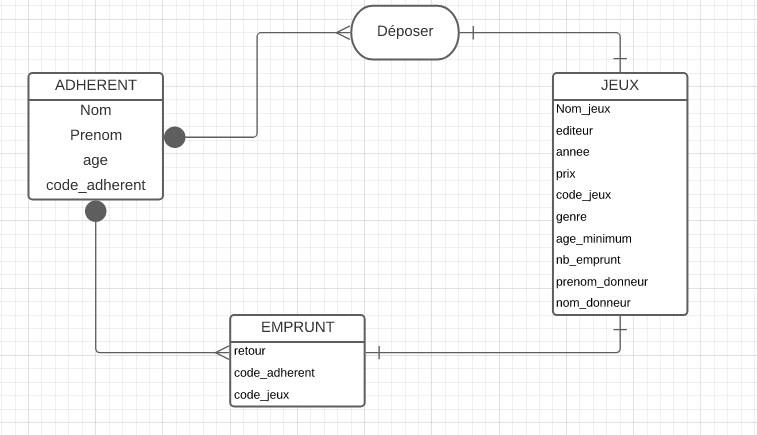 Déposer
ADHERENT
Nom
Prenom
age
code_adherent
JEUX
Nom_jeux
editeur
annee
prix
code_jeux
genre
age_minimum
nb_emprunt
prenom_donneur
nom_donneur
EMPRUNT
retour
code_adherent
code_jeux